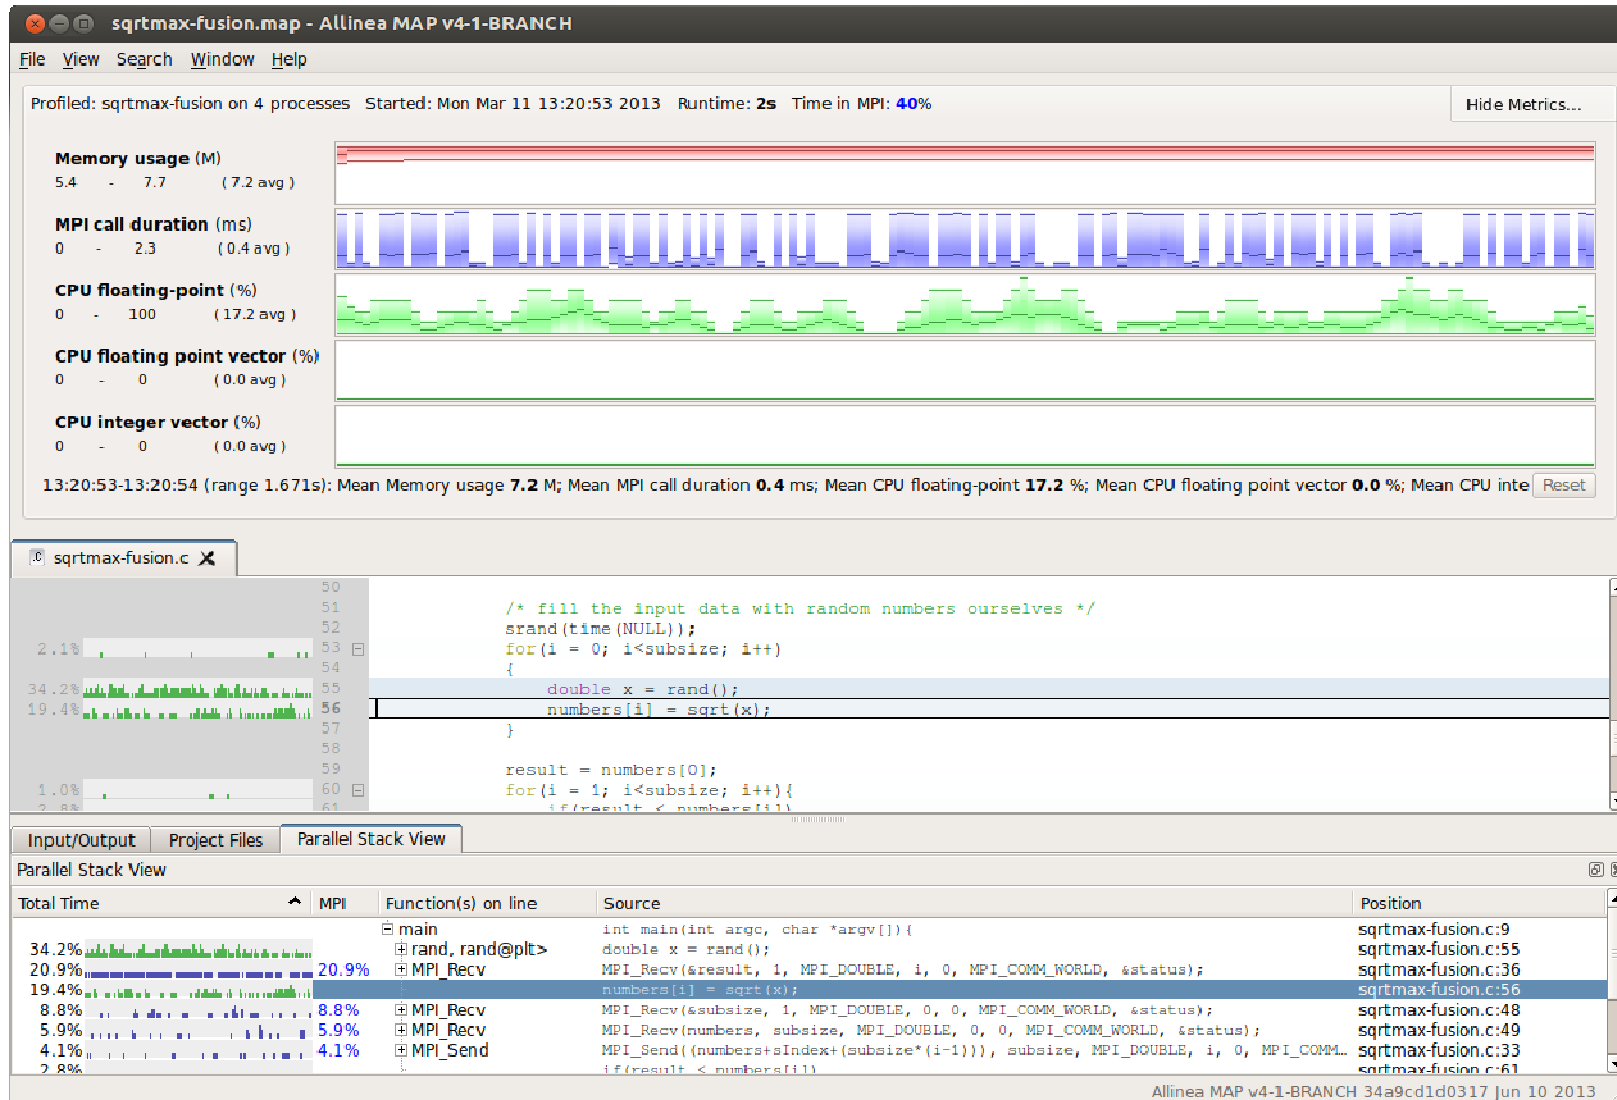 sqrtmax-fusion.map - Allinea MAP v4-1-BRANCH
File View Search Window Help
Profiled: sqrtmax-fusion on 4 processes Started: Mon Mar 11 13:20:53 2013 Runtime: 2s Time in MPI: 40%
Hide Metrics...
Memory usage (M)
5.4 - 7.7 ( 7.2 avg )
MPI call duration (ms)
0 - 2.3 ( 0.4 avg )
CPU floating-point (%)
0 - 100 ( 17.2 avg )
CPU floating point vector (%)
0 - 0 ( 0.0 avg )
CPU integer vector (%)
0 - 0 ( 0.0 avg )
13:20:53-13:20:54 (range 1.671s): Mean Memory usage 7.2 M; Mean MPI call duration 0.4 ms; Mean CPU floating-point 17.2 %; Mean CPU floating point vector 0.0 %; Mean CPU inte Reset
.C sqrtmax-fusion.c
50
51 /* fill the input data with random numbers ourselves */
52 srand(time(NULL));
2.1% 53 for(i = 0; i<subsize; i++)
54 {
34.2% 55 double x = rand();
19.4% 56 numbers[i] = sqrt(x);
57 }
58
59 result = numbers[0];
1.0% 60 for(i = 1; i<subsize; i++){
2.8% 61 if(result < numbers[i])
Input/Output Project Files Parallel Stack View
Parallel Stack View
Total Time MPI Function(s) on line Source Position
main int main(int argc, char *argv[]){ sqrtmax-fusion.c:9
34.2% rand, rand@plt> double x = rand(); sqrtmax-fusion.c:55
20.9% 20.9% MPI_Recv MPI_Recv(&result, 1, MPI_DOUBLE, i, 0, MPI_COMM_WORLD, &status); sqrtmax-fusion.c:36
19.4% numbers[i] = sqrt(x); sqrtmax-fusion.c:56
8.8% 8.8% MPI_Recv MPI_Recv(&subsize, 1, MPI_DOUBLE, 0, 0, MPI_COMM_WORLD, &status); sqrtmax-fusion.c:48
5.9% 5.9% MPI_Recv MPI_Recv(numbers, subsize, MPI_DOUBLE, 0, 0, MPI_COMM_WORLD, &status); sqrtmax-fusion.c:49
4.1% 4.1% MPI_Send MPI_Send((numbers+sIndex+(subsize*(i-1))), subsize, MPI_DOUBLE, i, 0, MPI_COMM... sqrtmax-fusion.c:33
2.8% if(result < numbers[i]) sqrtmax-fusion.c:61
Allinea MAP v4-1-BRANCH 34a9cd1d0317 Jun 10 2013